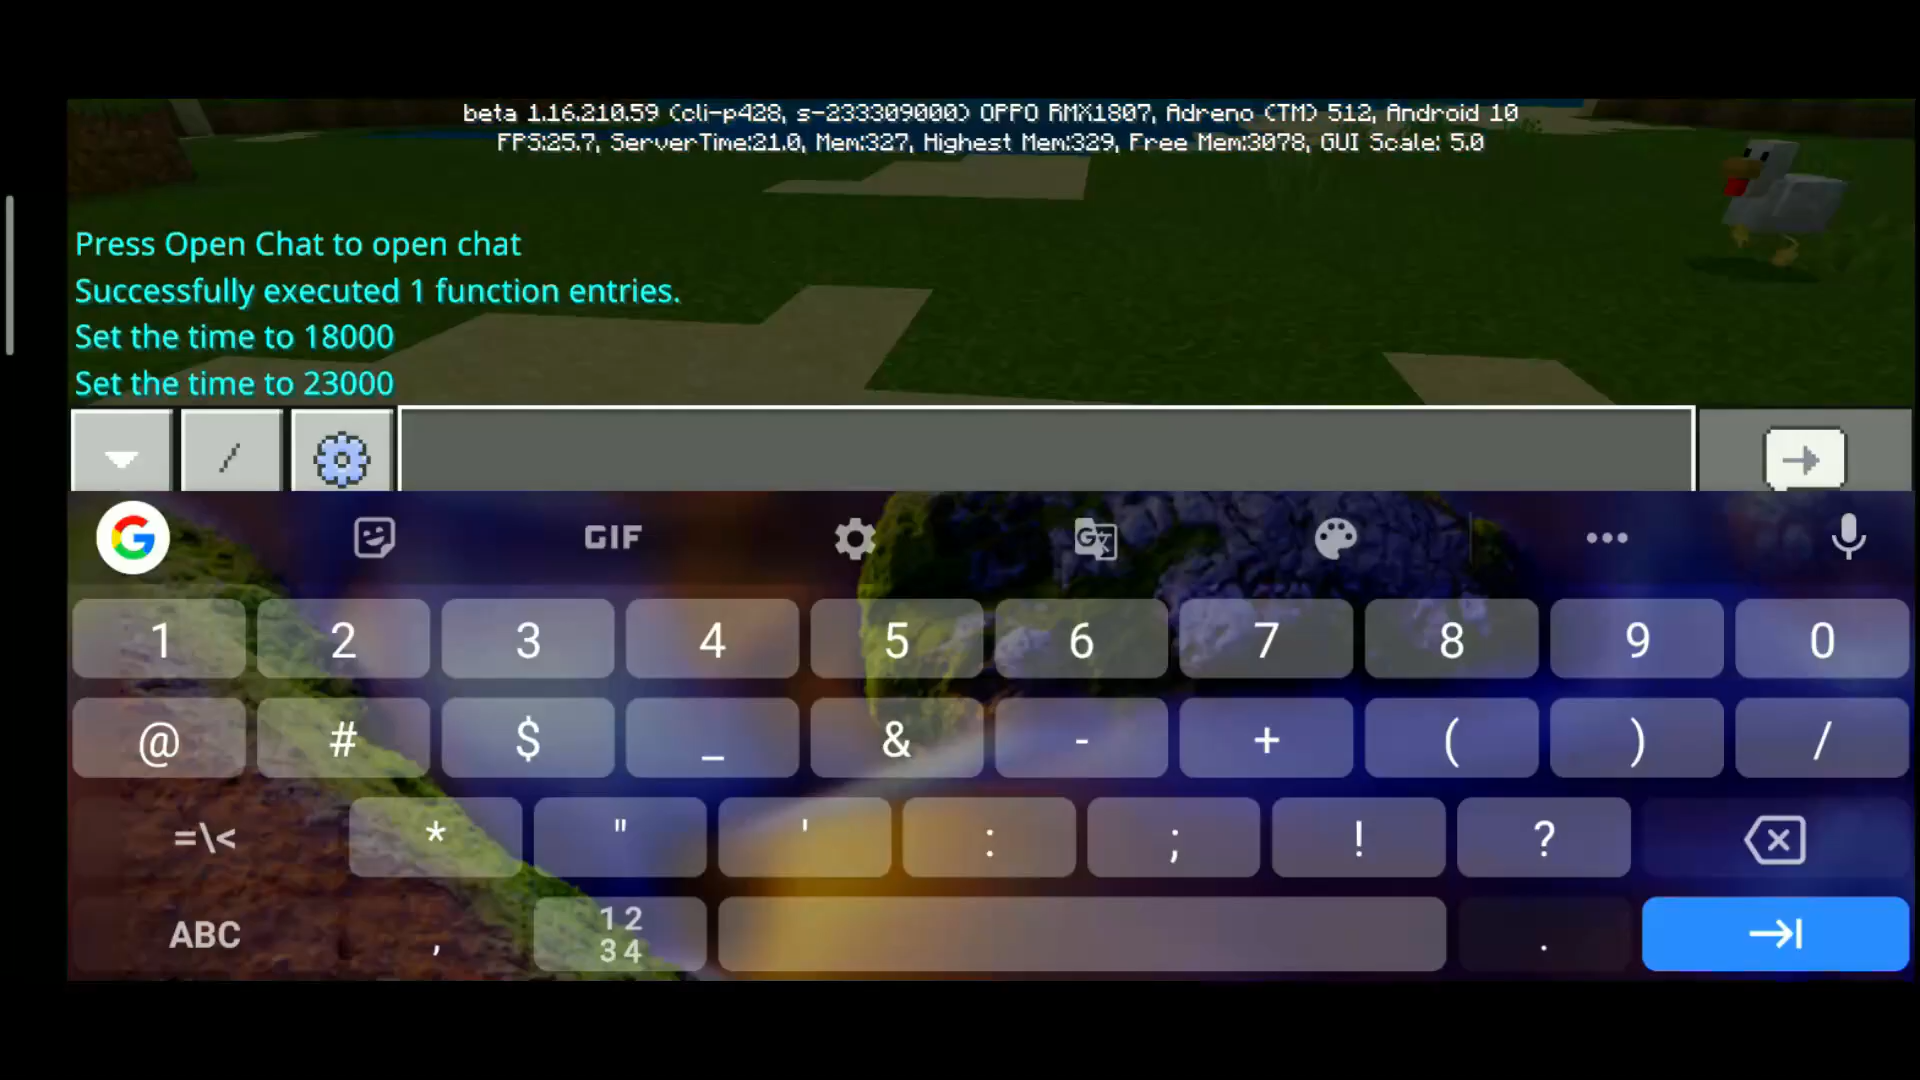 beta 1.16.210.59 (cli-p428, s-233309000) OPPO RMX1807, Adreno (TM) 512, Android 10
FPS:25.7, ServerTime:21.0, Mem:327, Highest Mem:329, Free Mem:3078, GUI Scale: 5.0
Press Open Chat to open chat
Successfully executed 1 function entries.
Set the time to 18000
Set the time to 23000
/
G GIF G
1 2 3 4 5 6 7 8 9 0
@ # $ _ & - + ( ) /
=\< * " ' : ; ! ?
ABC , 12 .
34